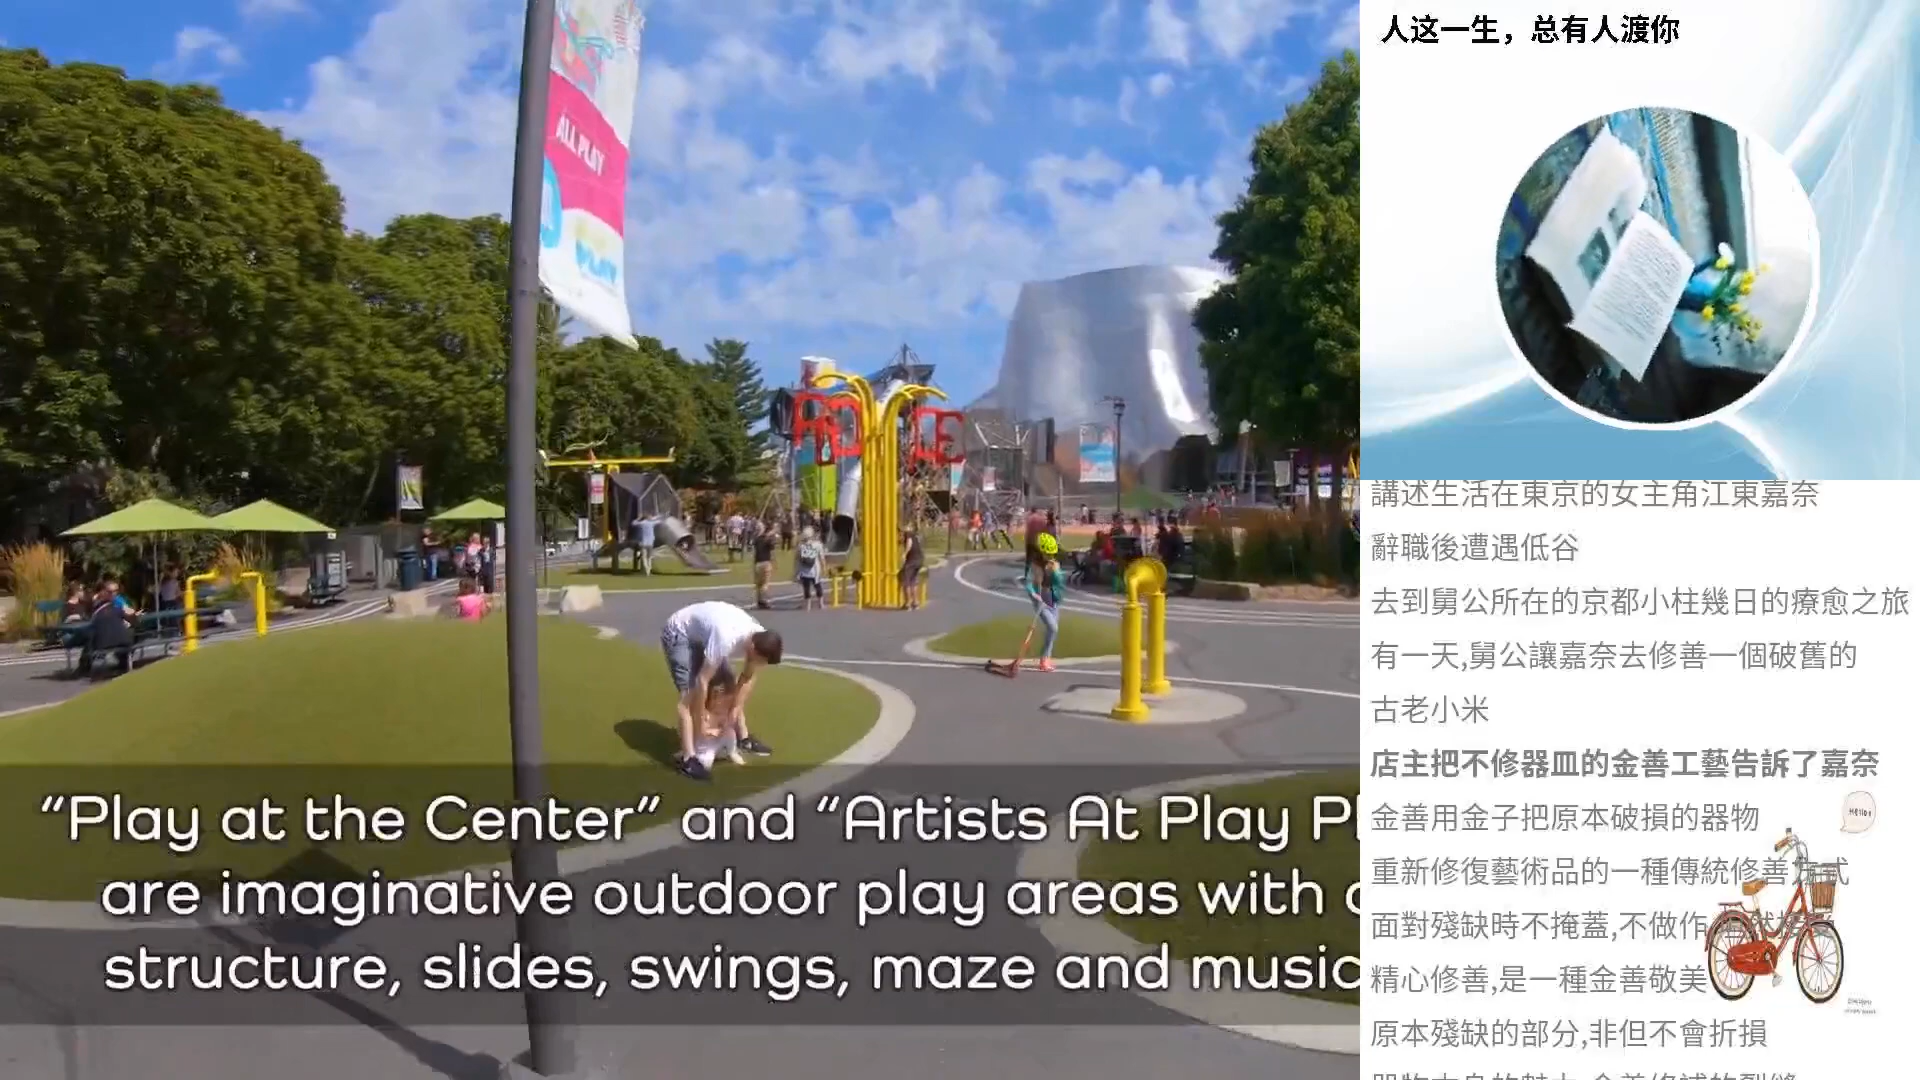 ALL PLAY
PLAY
“Play at the Center” and “Artists At Play Pl
are imaginative outdoor play areas with
structure, slides, swings, maze and music
人这一生，总有人渡你
講述生活在東京的女主角江東嘉奈
辭職後遭遇低谷
去到舅公所在的京都小柱幾日的療愈之旅
有一天,舅公讓嘉奈去修善一個破舊的
古老小米
店主把不修器皿的金善工藝告訴了嘉奈
金善用金子把原本破損的器物
Hello!
重新修復藝術品的一種傳統修善方式
面對殘缺時不掩蓋,不做作
精心修善,是一種金善敬美
原本殘缺的部分,非但不會折損